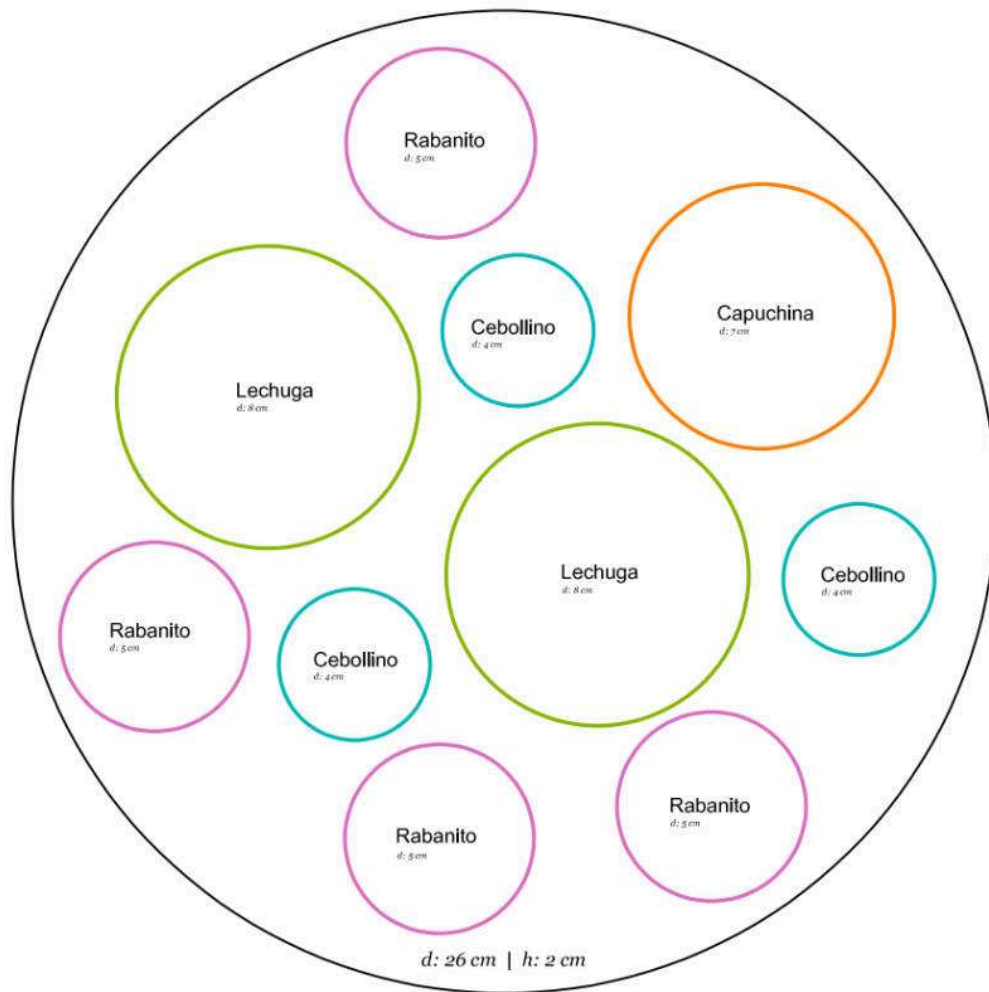 Rabanito
d: 5 cm
Capuchina
d: 7 cm
Cebollino
d: 4 cm
Lechuga
d: 8 cm
Lechuga
d: 8 cm
Cebollino
d: 4 cm
Rabanito
d: 5 cm
Cebollino
d: 4 cm
Rabanito
d: 5 cm
Rabanito
d: 5 cm
d: 26 cm | h: 2 cm